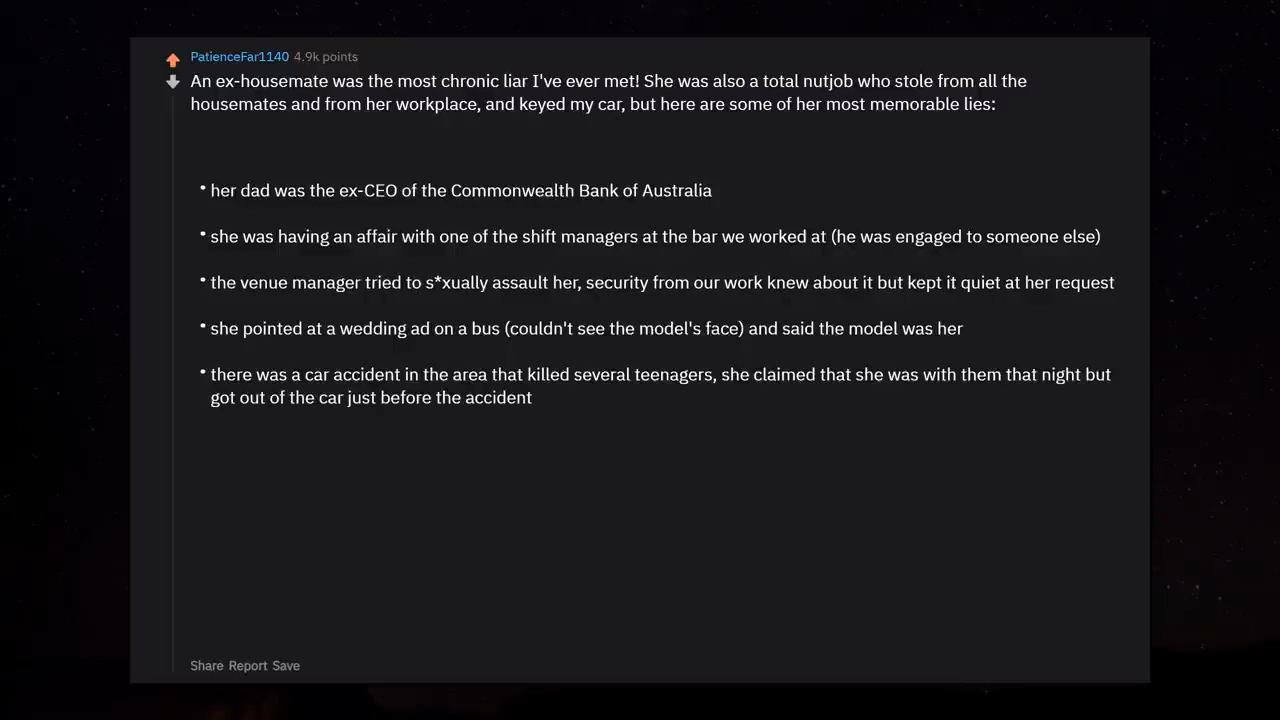 PatienceFar1140 4.9k points
An ex-housemate was the most chronic liar I've ever met! She was also a total nutjob who stole from all the
housemates and from her workplace, and keyed my car, but here are some of her most memorable lies:
• her dad was the ex-CEO of the Commonwealth Bank of Australia
• she was having an affair with one of the shift managers at the bar we worked at (he was engaged to someone else)
• the venue manager tried to s*xually assault her, security from our work knew about it but kept it quiet at her request
• she pointed at a wedding ad on a bus (couldn't see the model's face) and said the model was her
• there was a car accident in the area that killed several teenagers, she claimed that she was with them that night but
got out of the car just before the accident
Share Report Save